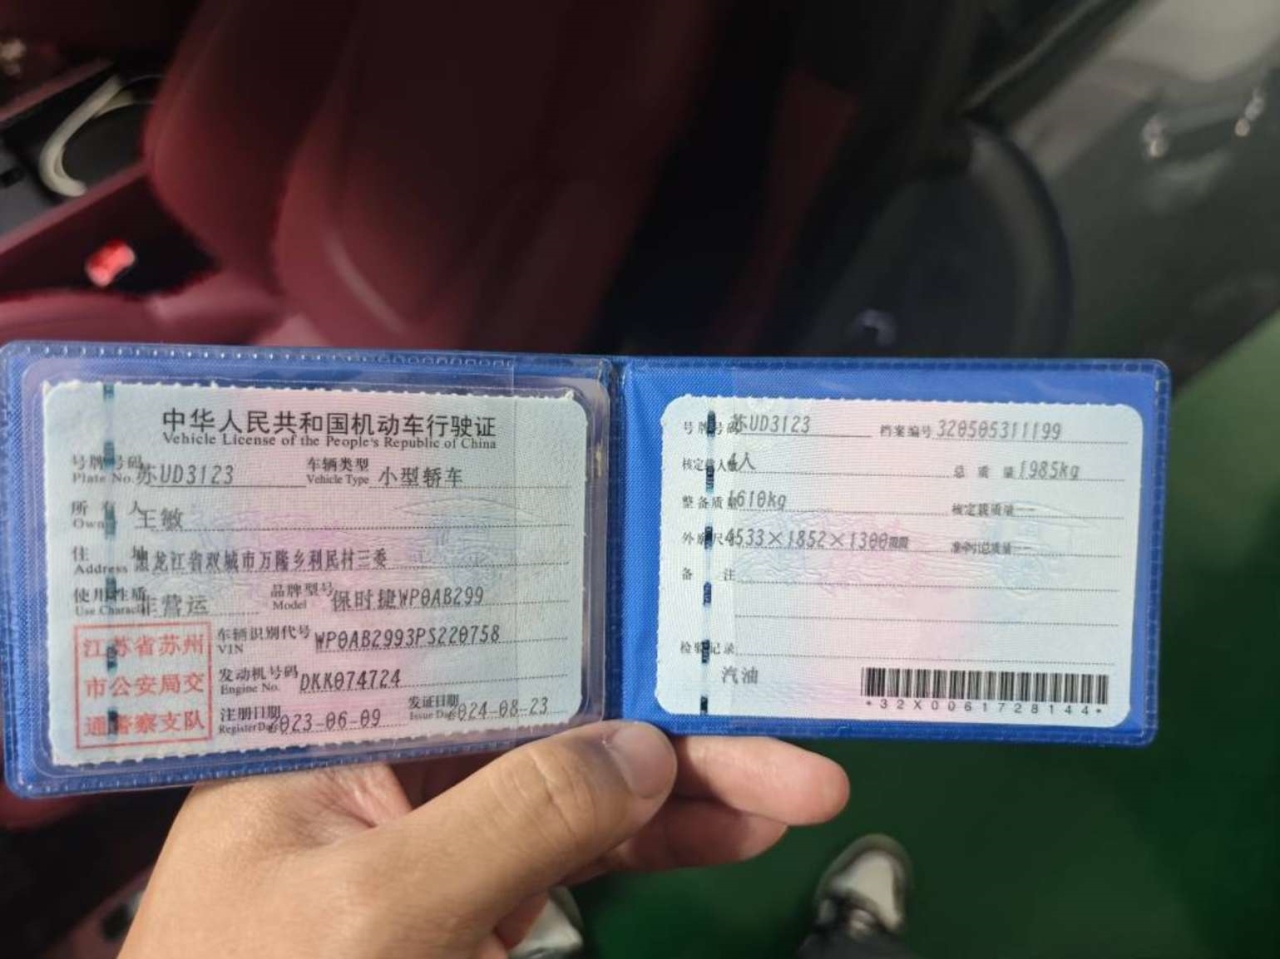 中华人民共和国机动车行驶证
Vehicle License of the People's Republic of China
号牌号码 苏UD3123 车辆类型 小型轿车
Plate No. Vehicle Type
所有人 王敏
Own
住 址 黑龙江省双城市万隆乡利民村三委
Address
使用性质 非营运 品牌型号 保时捷WP0AB299
Use Charact Model
江苏省苏州
市公安局交
通警察支队
车辆识别代号 WP0AB2993PS220758
VIN
发动机号码 DKK074724
Engine No.
注册日期 2023-06-09 发证日期 2024-08-23
Register Da Issue Da
号牌号码 苏UD3123 档案编号 320505311199
核定载人数 4人 总质量 1985kg
整备质量 1610kg 核定载质量 --
外廓尺 4533×1852×1300mm 准牵引总质量 --
备 注
检验记录
汽油
*32X0061728144*